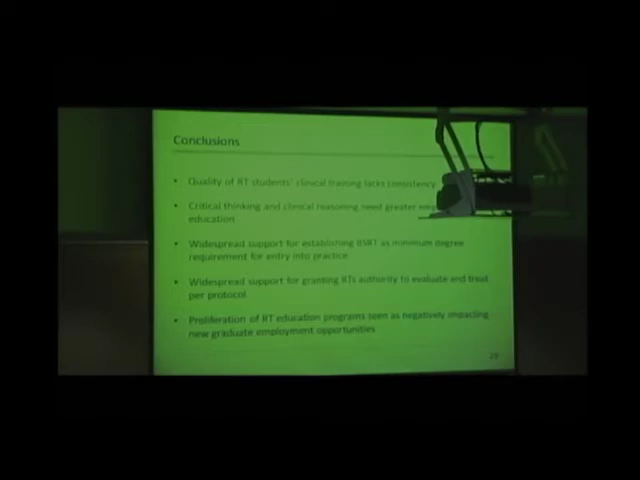 Conclusions
• Quality of RT students' clinical training lacks consistency
• Critical thinking and clinical reasoning need greater
education
• Widespread support for establishing BSRT as minimum degree
requirement for entry into practice
• Widespread support for granting RTs authority to evaluate and treat
per protocol
• Proliferation of RT education programs seen as negatively impacting
new graduate employment opportunities